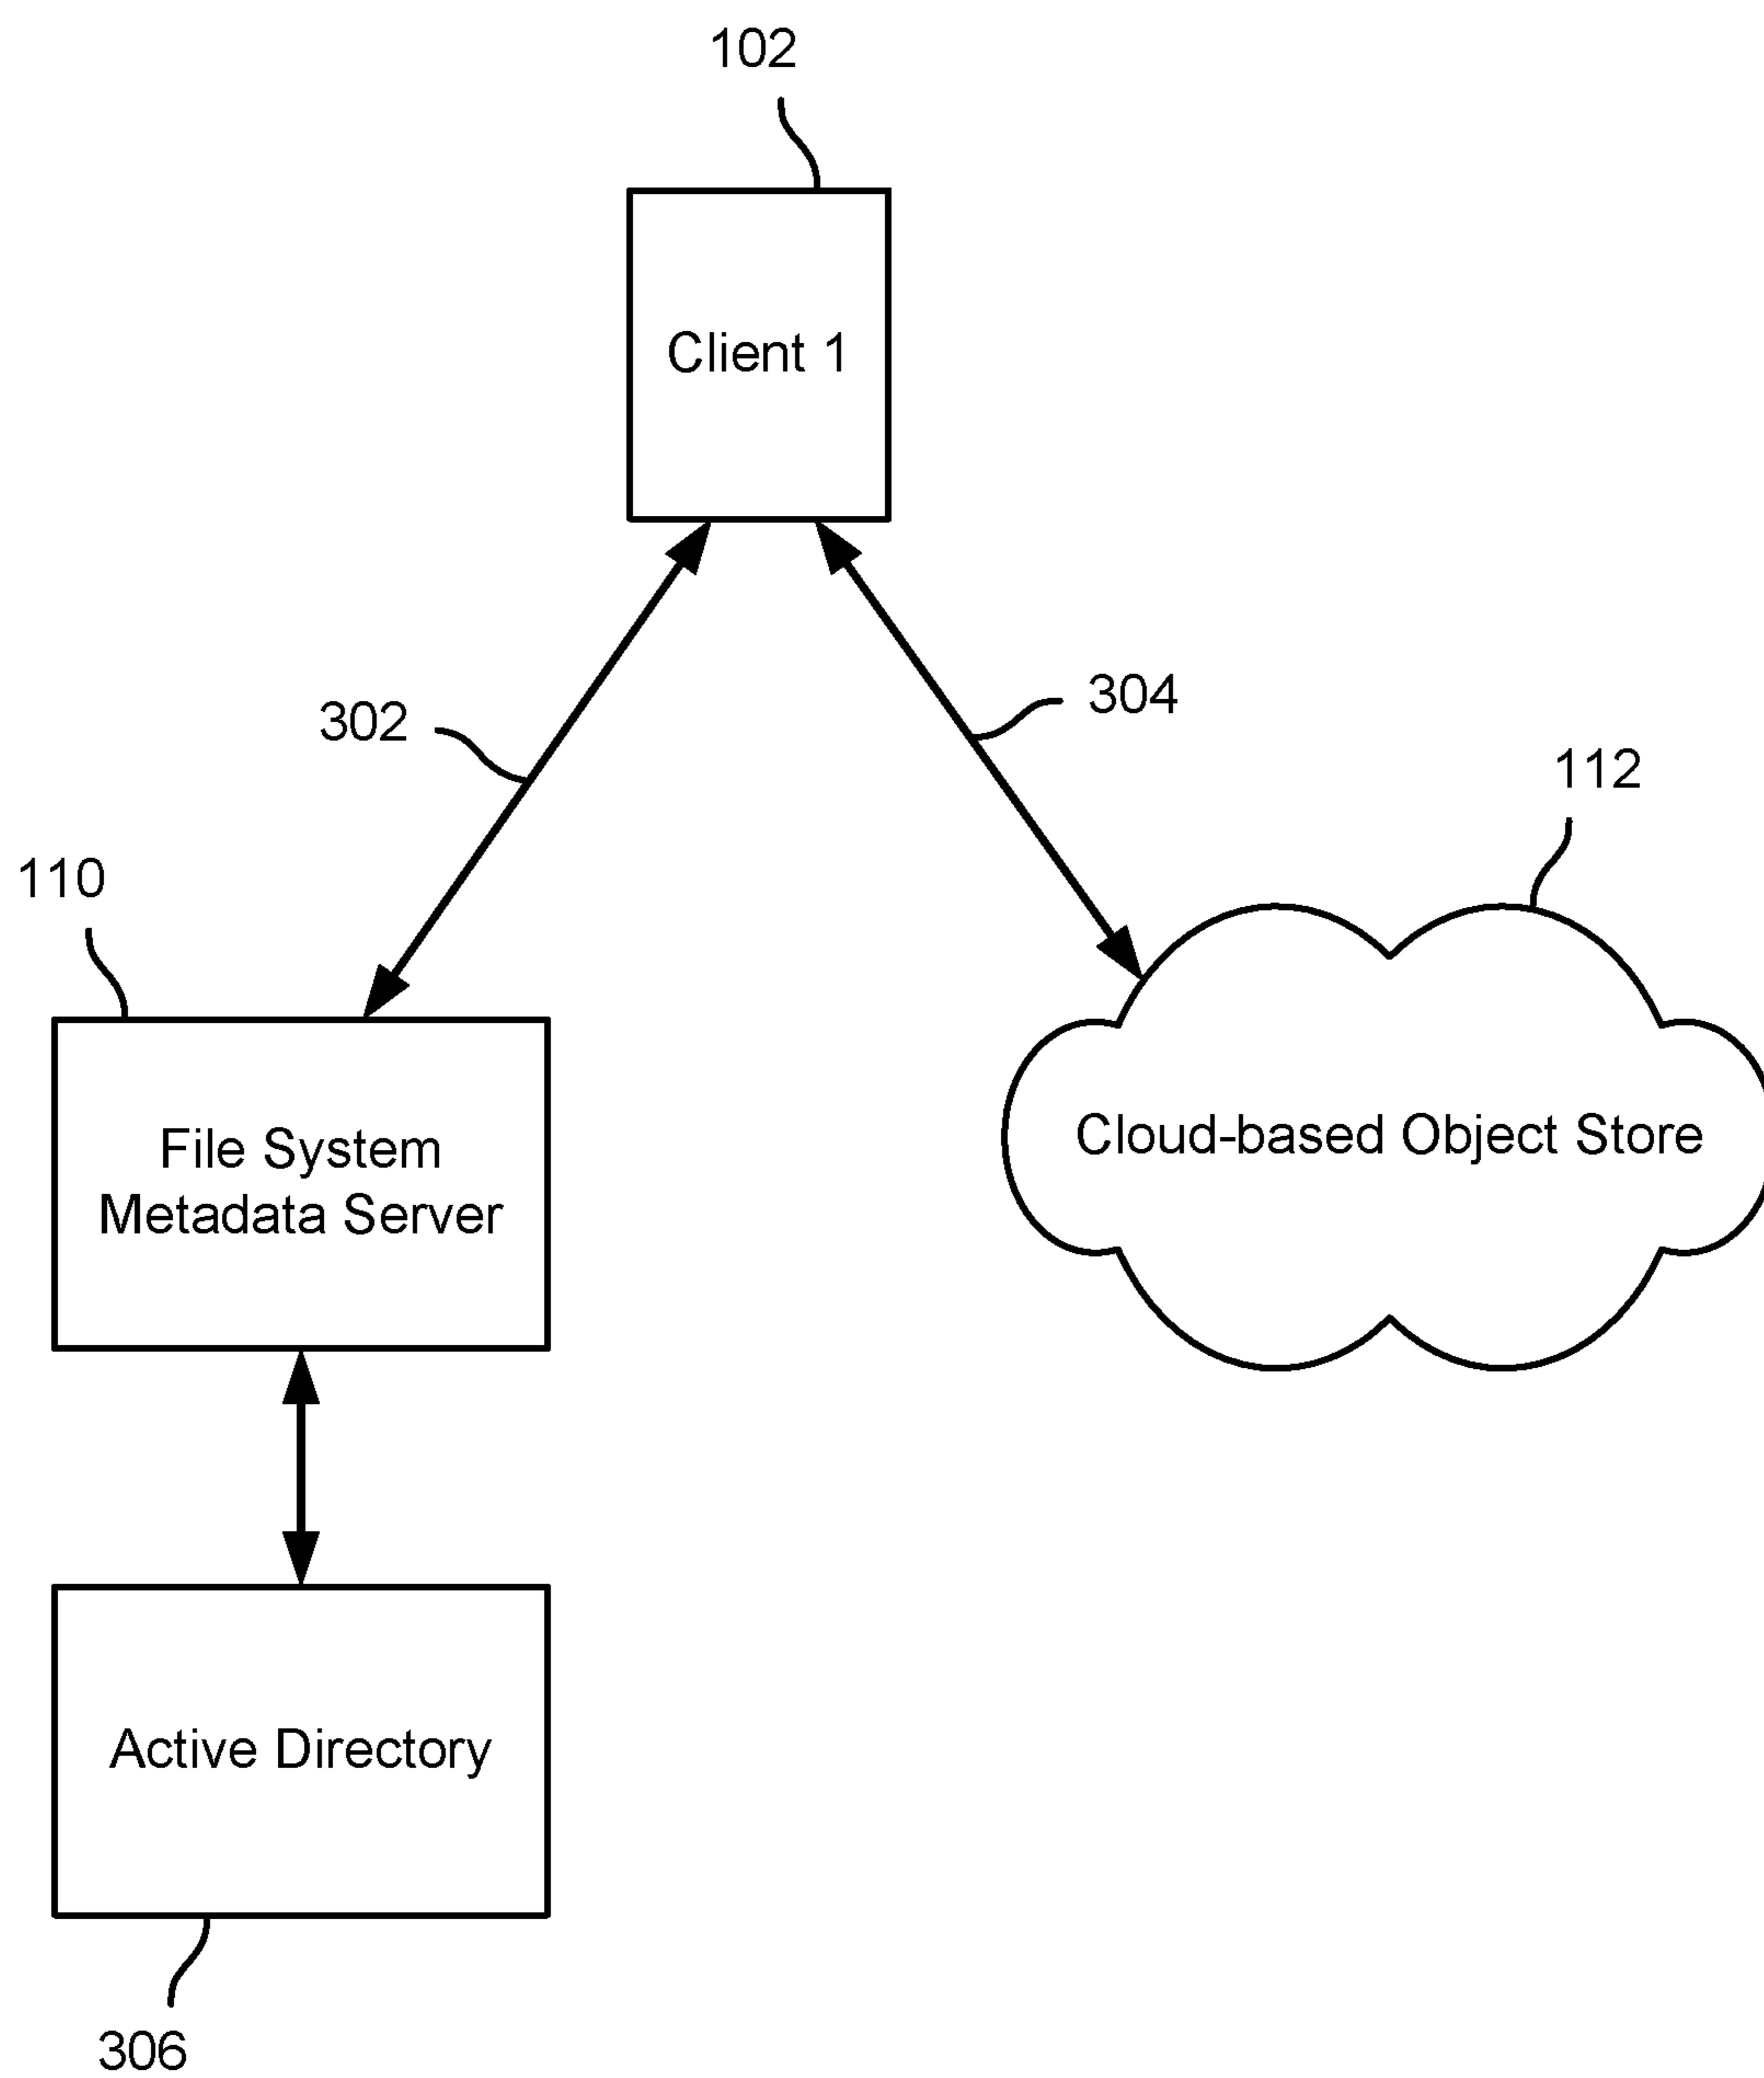 102
Client 1
304
302
112
110
Cloud-based Object Store
File System
Metadata Server
Active Directory
306